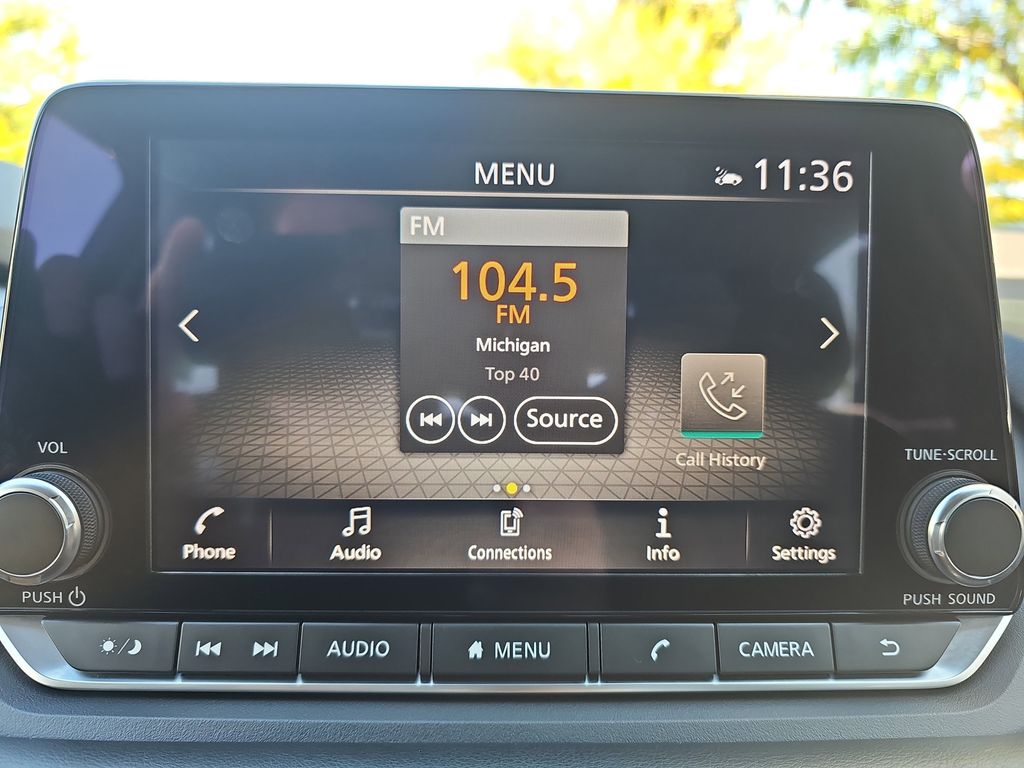 MENU
11:36
FM
104.5
FM
Michigan
Top 40
Source
Call History
VOL
TUNE-SCROLL
Phone
Audio
Connections
Info
Settings
PUSH
PUSH SOUND
AUDIO
MENU
CAMERA